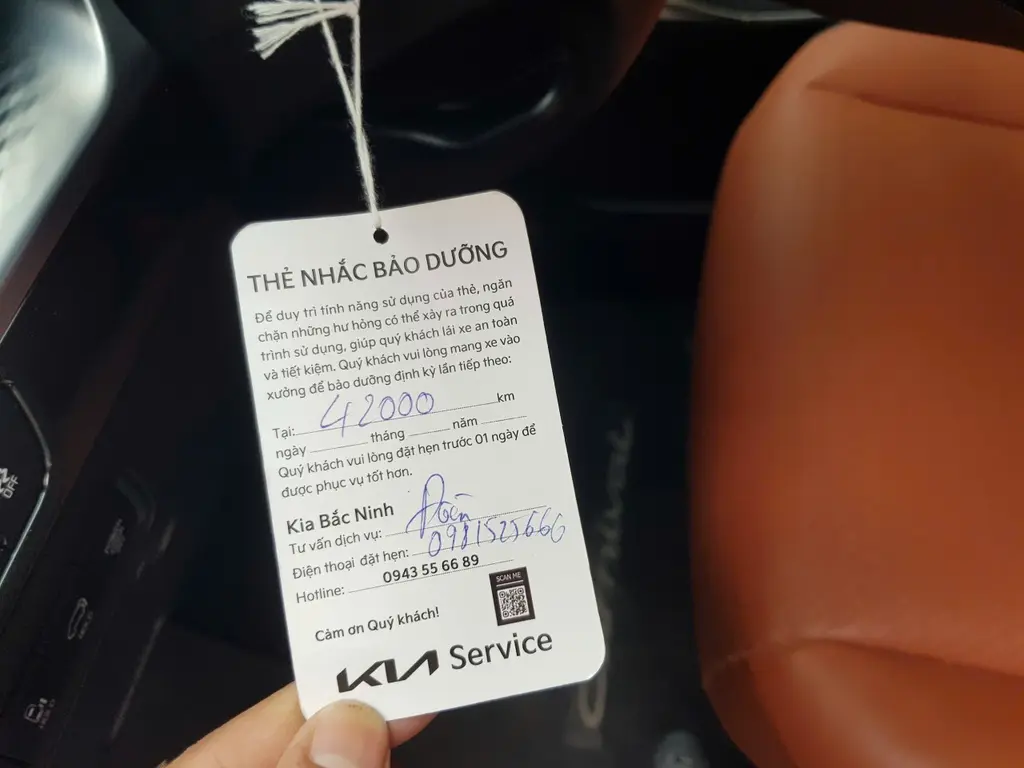 THẺ NHẮC BẢO DƯỠNG
Để duy trì tính năng sử dụng của thẻ, ngăn
chặn những hư hỏng có thể xảy ra trong quá
trình sử dụng, giúp quý khách lái xe an toàn
và tiết kiệm. Quý khách vui lòng mang xe vào
xưởng để bảo dưỡng định kỳ lần tiếp theo:
Tại: 42000 km
ngày tháng năm
Quý khách vui lòng đặt hẹn trước 01 ngày để
được phục vụ tốt hơn.
Kia Bắc Ninh
Tư vấn dịch vụ:
Điện thoại đặt hẹn:
Hotline: 0943 55 66 89
SCAN ME
Cảm ơn Quý khách!
KIA Service
OFF